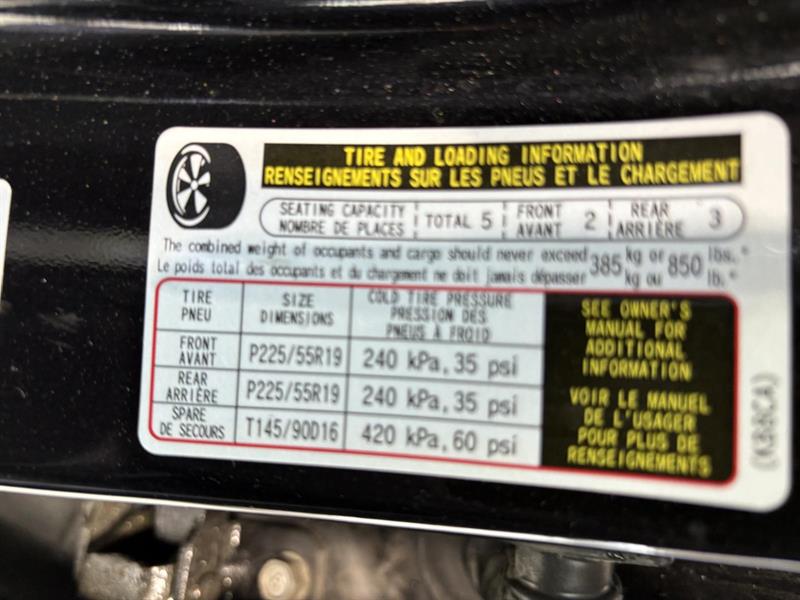 TIRE AND LOADING INFORMATION
RENSEIGNEMENTS SUR LES PNEUS ET LE CHARGEMENT
SEATING CAPACITY
NOMBRE DE PLACES
TOTAL 5
FRONT
AVANT
2
REAR
ARRIÈRE
3
The combined weight of occupants and cargo should never exceed 385 kg or 850 lbs.
Le poids total des occupants et du chargement ne doit jamais dépasser kg ou lb.
TIRE
PNEU
SIZE
DIMENSIONS
COLD TIRE PRESSURE
PRESSION DES
PNEUS À FROID
FRONT
AVANT
P225/55R19
240 kPa, 35 psi
REAR
ARRIÈRE
P225/55R19
240 kPa, 35 psi
SPARE
DE SECOURS
T145/90D16
420 kPa, 60 psi
SEE OWNER'S
MANUAL FOR
ADDITIONAL
INFORMATION
VOIR LE MANUEL
DE L'USAGER
POUR PLUS DE
RENSEIGNEMENTS